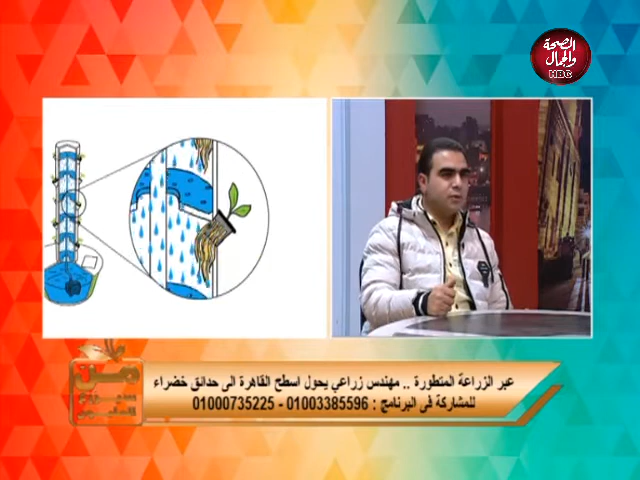 الصحة
والجمال
HBC
عبر الزراعة المتطورة .. مهندس زراعي يحول اسطح القاهرة الى حدائق خضراء
للمشاركة فى البرنامج : 01003385596 - 01000735225
من